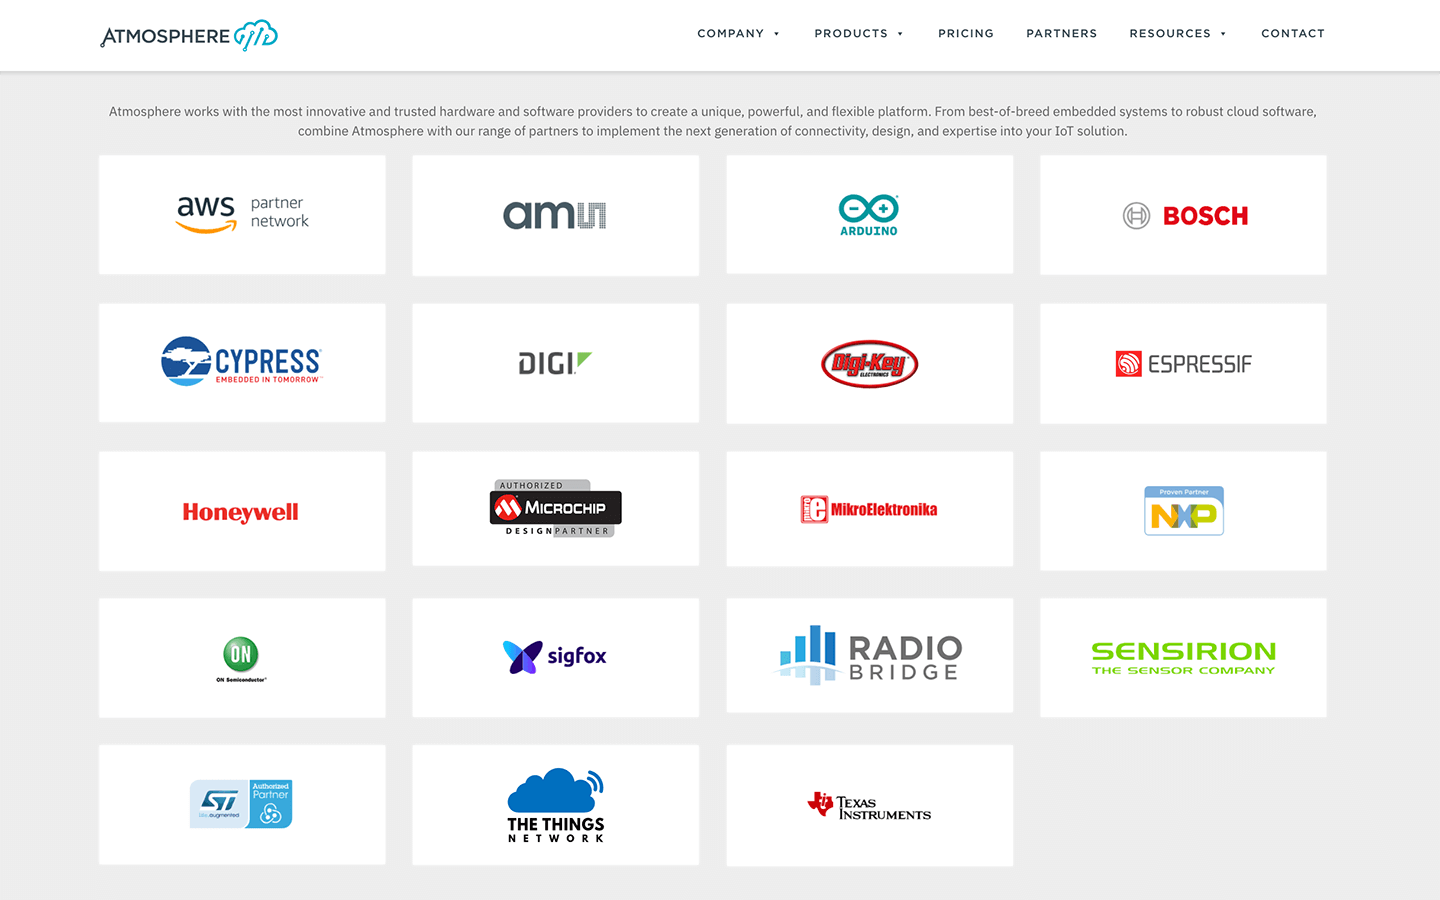 ATMOSPHERE
COMPANY
PRODUCTS
PRICING
PARTNERS
RESOURCES
CONTACT
Atmosphere works with the most innovative and trusted hardware and software providers to create a unique, powerful, and flexible platform. From best-of-breed embedded systems to robust cloud software,
combine Atmosphere with our range of partners to implement the next generation of connectivity, design, and expertise into your IoT solution.
aws partner
network
am
ARDUINO
BOSCH
CYPRESS®
EMBEDDED IN TOMORROW™
DIGI
Digi-Key
ELECTRONICS
ESPRESSIF
Honeywell
AUTHORIZED
MICROCHIP
DESIGN PARTNER
mikro e MikroElektronika
Proven Partner
NXP
ON
ON Semiconductor®
sigfox
RADIO
BRIDGE
SENSIRION
THE SENSOR COMPANY
ST
life.augmented
Authorized
Partner
THE THINGS
NETWORK
TEXAS
INSTRUMENTS